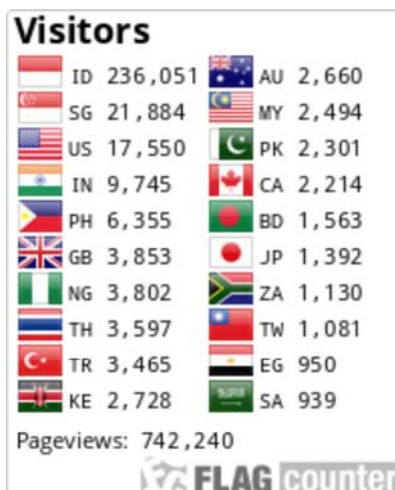 Visitors
ID 236,051 AU 2,660
SG 21,884 MY 2,494
US 17,550 PK 2,301
IN 9,745 CA 2,214
PH 6,355 BD 1,563
GB 3,853 JP 1,392
NG 3,802 ZA 1,130
TH 3,597 TW 1,081
TR 3,465 EG 950
KE 2,728 SA 939
Pageviews: 742,240
FC FLAG counter